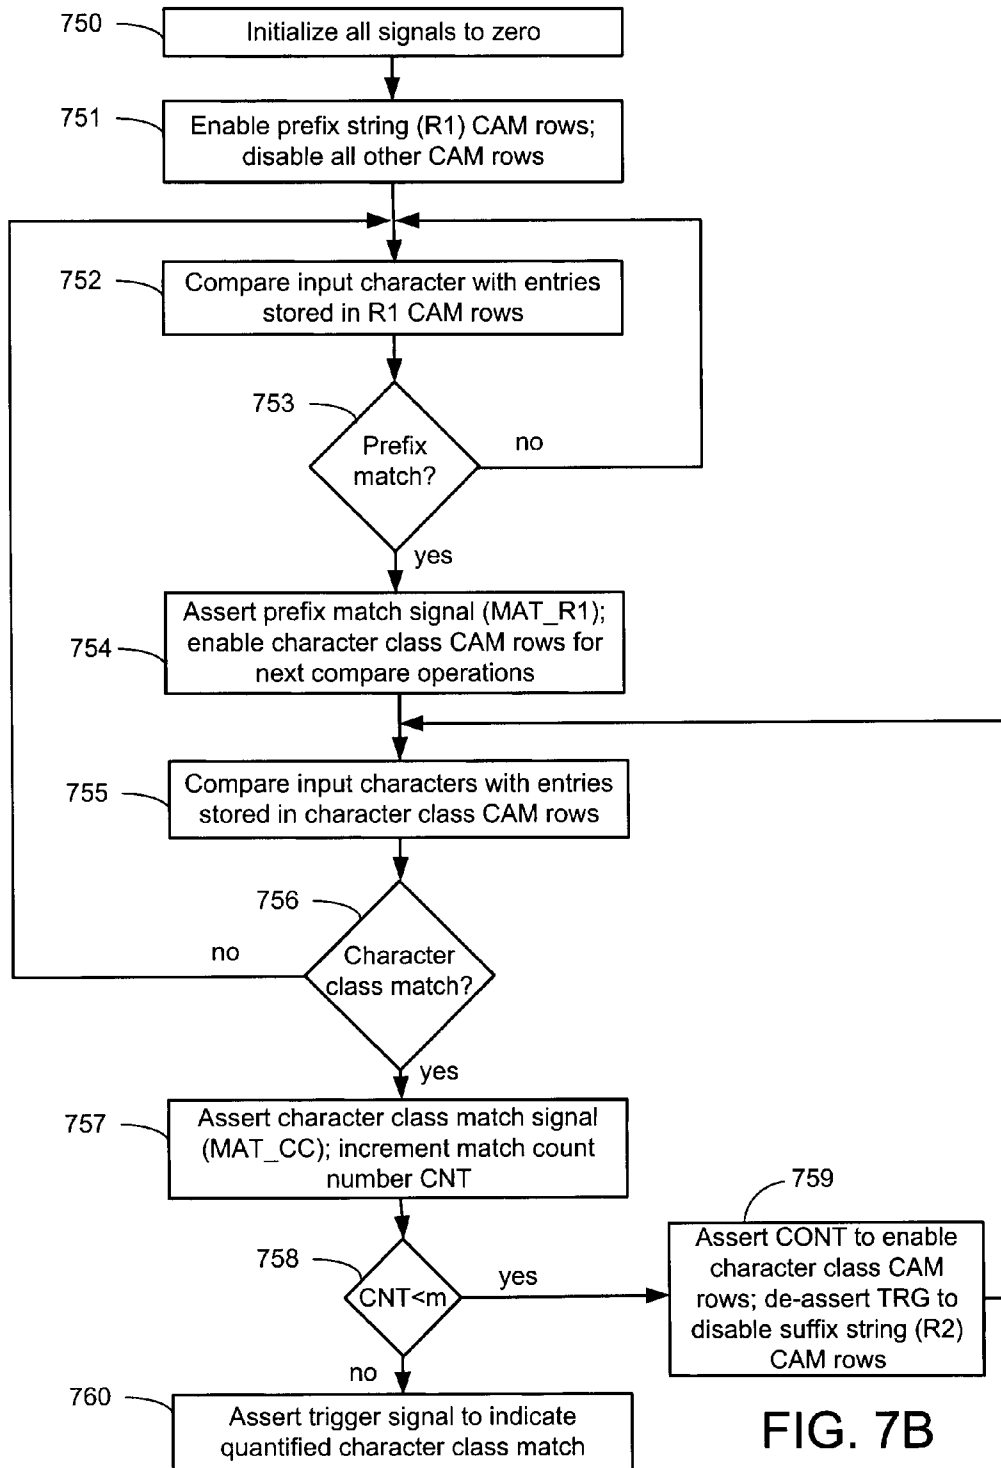 750
Initialize all signals to zero
751
Enable prefix string (R1) CAM rows;
disable all other CAM rows
752
Compare input character with entries
stored in R1 CAM rows
753
Prefix
match?
no
yes
754
Assert prefix match signal (MAT_R1);
enable character class CAM rows for
next compare operations
755
Compare input characters with entries
stored in character class CAM rows
756
no
Character
class match?
yes
757
Assert character class match signal
(MAT_CC); increment match count
number CNT
758
CNT<m
yes
759
Assert CONT to enable
character class CAM
rows; de-assert TRG to
disable suffix string (R2)
CAM rows
no
760
Assert trigger signal to indicate
quantified character class match
FIG. 7B